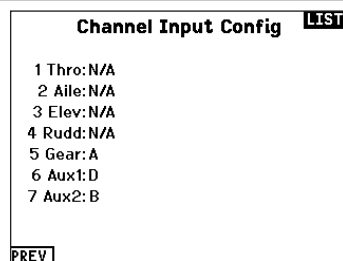 Channel Input Config
LIST
1 Thro: N/A
2 Aile: N/A
3 Elev: N/A
4 Rudd: N/A
5 Gear: A
6 Aux1: D
7 Aux2: B
PREV